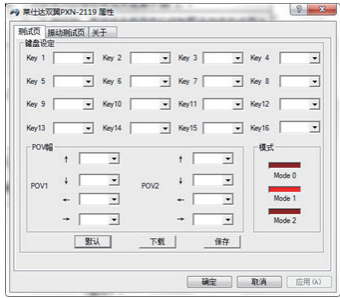 莱仕达双翼PXN-2119 属性
测试页 振动测试页 关于
键盘设定
Key 1 Key 2 Key 3 Key 4
Key 5 Key 6 Key 7 Key 8
Key 9 Key10 Key11 Key12
Key13 Key14 Key15 Key16
POV帽 模式
↑ ↑
Mode 0
POV1 ↓ POV2 ↓
← ← Mode 1
→ → Mode 2
默认 下载 保存
确定 取消 应用(A)